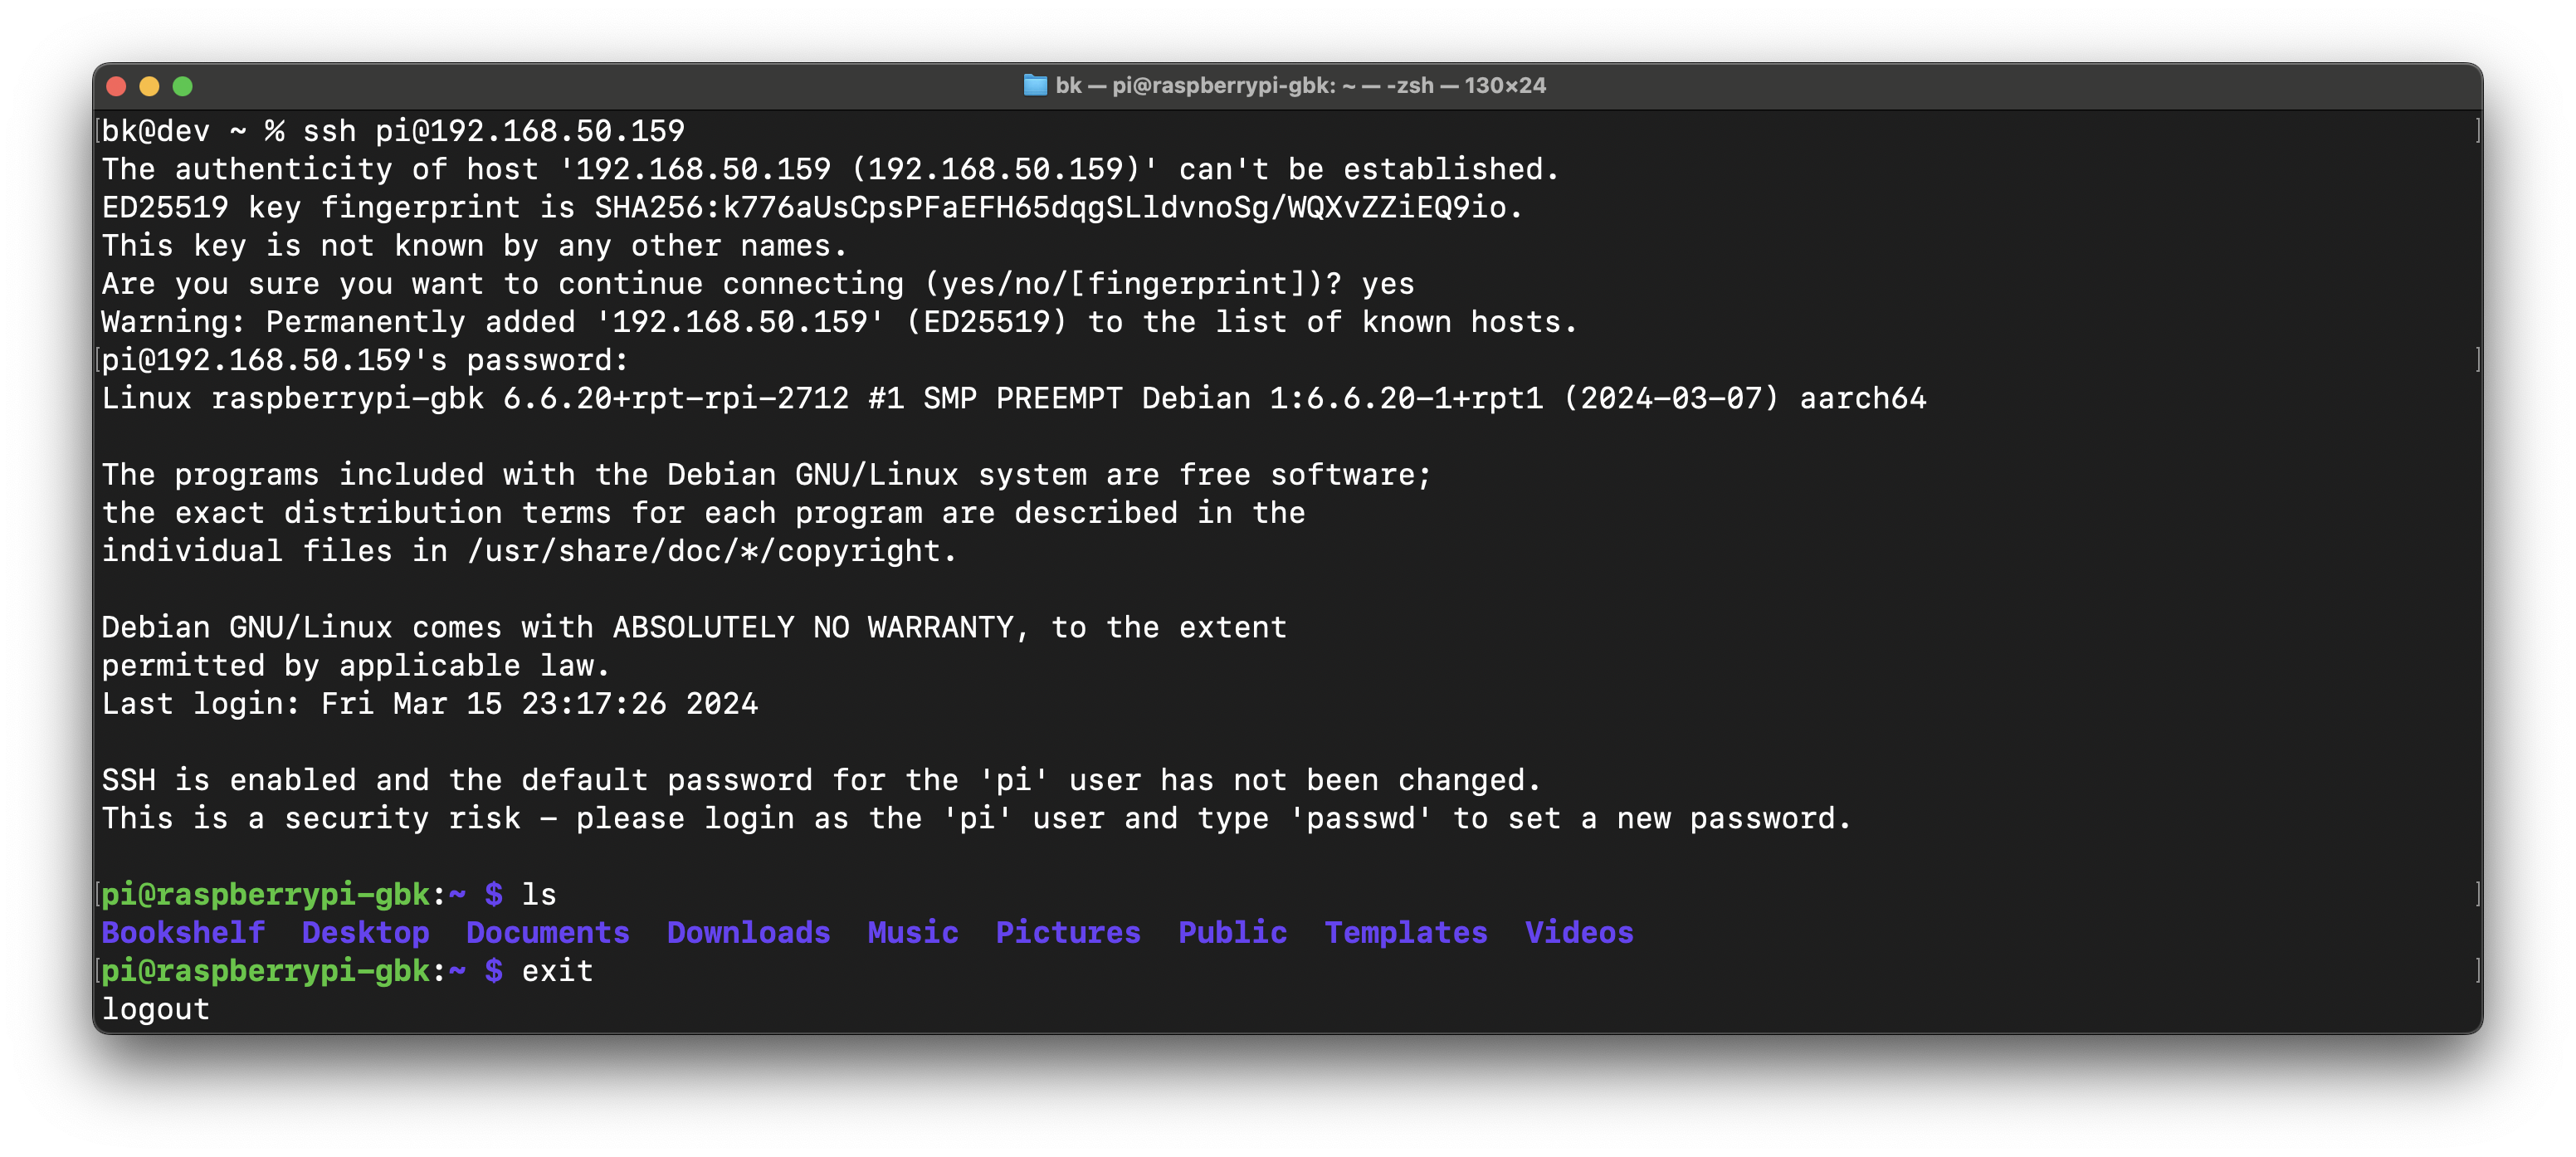 bk — pi@raspberrypi-gbk: ~ — -zsh — 130×24
[bk@dev ~ % ssh pi@192.168.50.159 ]
The authenticity of host '192.168.50.159 (192.168.50.159)' can't be established.
ED25519 key fingerprint is SHA256:k776aUsCpsPFaEFH65dqgSLldvnoSg/WQXvZZiEQ9io.
This key is not known by any other names.
Are you sure you want to continue connecting (yes/no/[fingerprint])? yes
Warning: Permanently added '192.168.50.159' (ED25519) to the list of known hosts.
[pi@192.168.50.159's password: ]
Linux raspberrypi-gbk 6.6.20+rpt-rpi-2712 #1 SMP PREEMPT Debian 1:6.6.20-1+rpt1 (2024-03-07) aarch64
The programs included with the Debian GNU/Linux system are free software;
the exact distribution terms for each program are described in the
individual files in /usr/share/doc/*/copyright.
Debian GNU/Linux comes with ABSOLUTELY NO WARRANTY, to the extent
permitted by applicable law.
Last login: Fri Mar 15 23:17:26 2024
SSH is enabled and the default password for the 'pi' user has not been changed.
This is a security risk - please login as the 'pi' user and type 'passwd' to set a new password.
[pi@raspberrypi-gbk:~ $ ls ]
Bookshelf  Desktop  Documents  Downloads  Music  Pictures  Public  Templates  Videos
[pi@raspberrypi-gbk:~ $ exit ]
logout